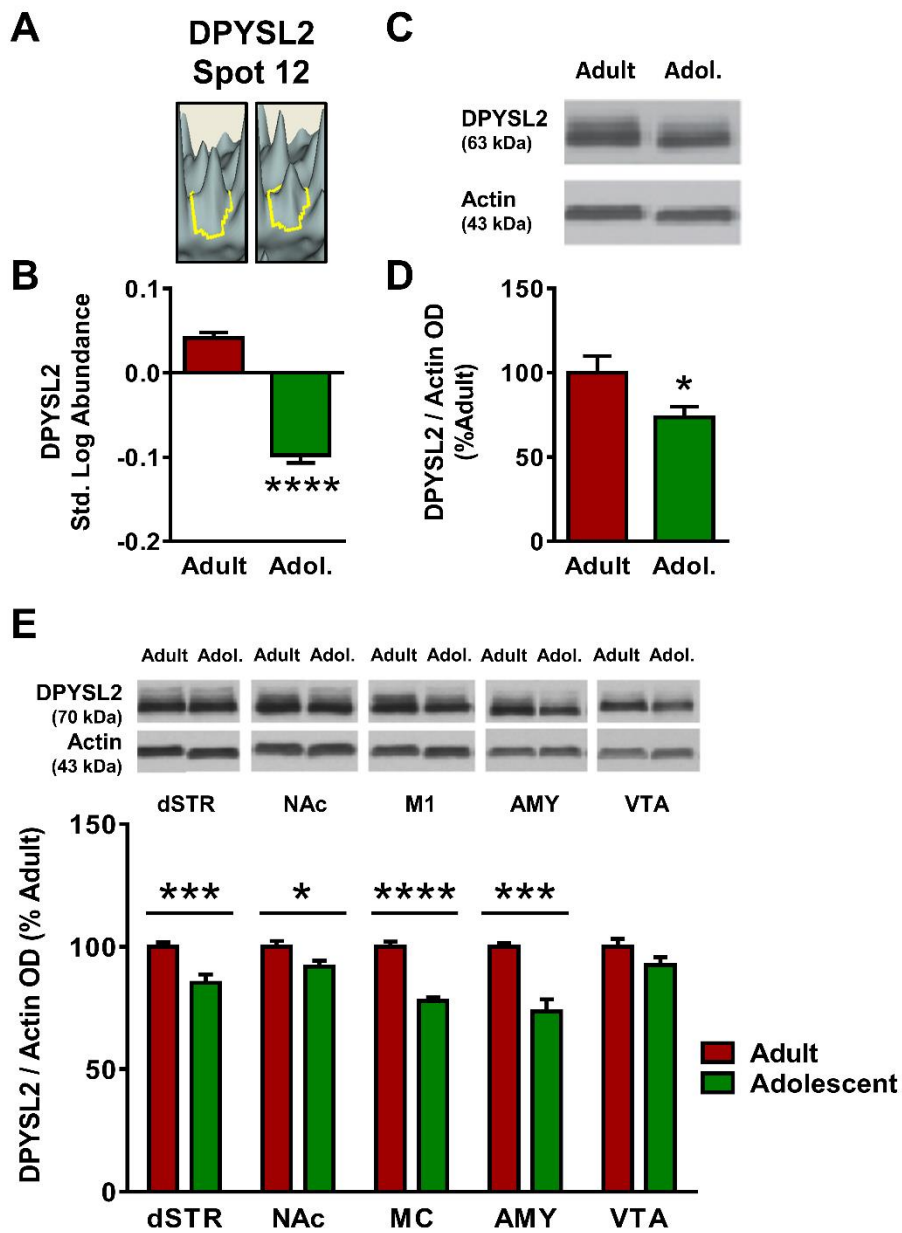 A
DPYSL2
Spot 12
B
0.1
0.0
-0.1
-0.2
DPYSL2
Std. Log Abundance
****
Adult Adol.
C
Adult Adol.
DPYSL2
(63 kDa)
Actin
(43 kDa)
D
150
100
50
0
DPYSL2 / Actin OD
(%Adult)
*
Adult Adol.
E
Adult Adol. Adult Adol. Adult Adol. Adult Adol. Adult Adol.
DPYSL2
(70 kDa)
Actin
(43 kDa)
dSTR NAc M1 AMY VTA
150
100
50
0
DPYSL2 / Actin OD (% Adult)
*** * **** ***
dSTR NAc MC AMY VTA
Adult
Adolescent